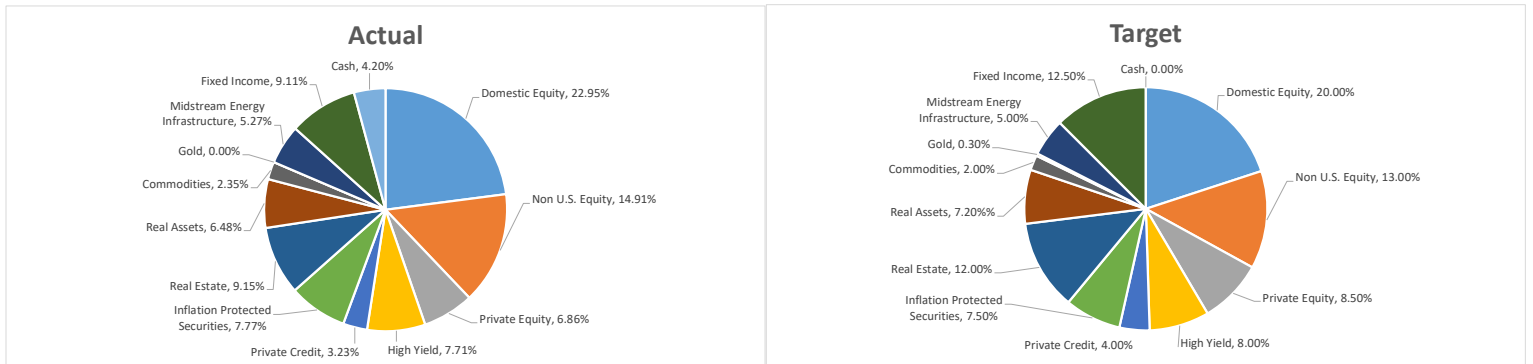 Actual
Cash, 4.20%
Fixed Income, 9.11%
Domestic Equity, 22.95%
Midstream Energy
Infrastructure, 5.27%
Gold, 0.00%
Commodities, 2.35%
Non U.S. Equity, 14.91%
Real Assets, 6.48%
Real Estate, 9.15%
Inflation Protected
Securities, 7.77%
Private Equity, 6.86%
Private Credit, 3.23%
High Yield, 7.71%
Target
Cash, 0.00%
Fixed Income, 12.50%
Domestic Equity, 20.00%
Midstream Energy
Infrastructure, 5.00%
Gold, 0.30%
Commodities, 2.00%
Non U.S. Equity, 13.00%
Real Assets, 7.20%%
Real Estate, 12.00%
Private Equity, 8.50%
Inflation Protected
Securities, 7.50%
Private Credit, 4.00%
High Yield, 8.00%